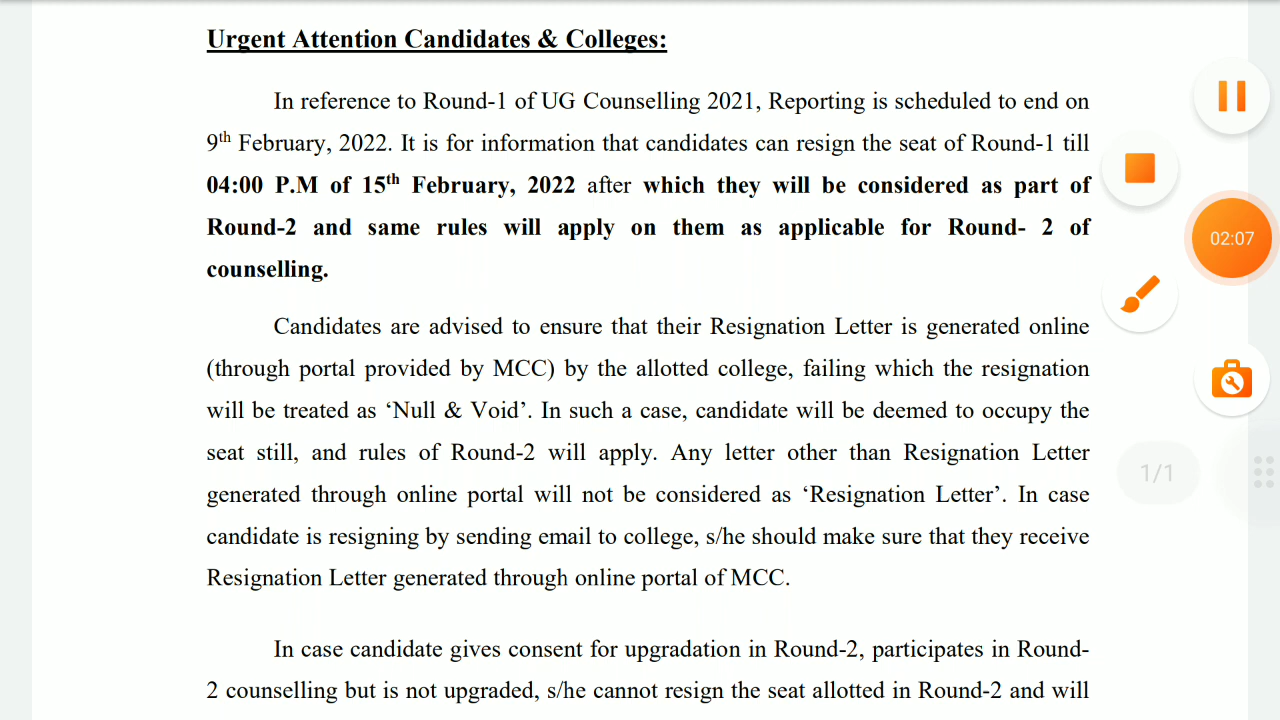 Urgent Attention Candidates & Colleges:
In reference to Round-1 of UG Counselling 2021, Reporting is scheduled to end on
9th February, 2022. It is for information that candidates can resign the seat of Round-1 till
04:00 P.M of 15th February, 2022 after which they will be considered as part of
Round-2 and same rules will apply on them as applicable for Round- 2 of
counselling.
Candidates are advised to ensure that their Resignation Letter is generated online
(through portal provided by MCC) by the allotted college, failing which the resignation
will be treated as ‘Null & Void’. In such a case, candidate will be deemed to occupy the
seat still, and rules of Round-2 will apply. Any letter other than Resignation Letter
generated through online portal will not be considered as ‘Resignation Letter’. In case
candidate is resigning by sending email to college, s/he should make sure that they receive
Resignation Letter generated through online portal of MCC.
In case candidate gives consent for upgradation in Round-2, participates in Round-
2 counselling but is not upgraded, s/he cannot resign the seat allotted in Round-2 and will
02:07
1/1